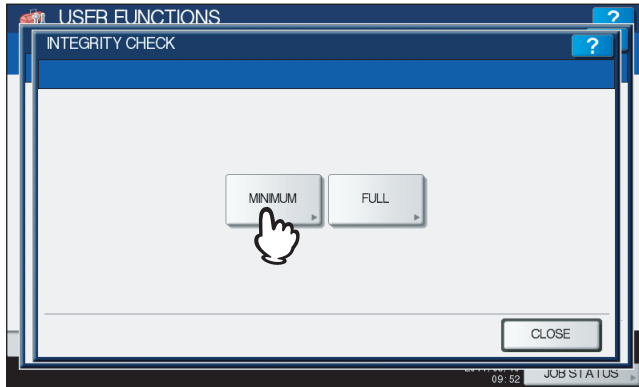 USER FUNCTIONS
?
INTEGRITY CHECK
?
MINIMUM
FULL
CLOSE
09:52
JOB STATUS